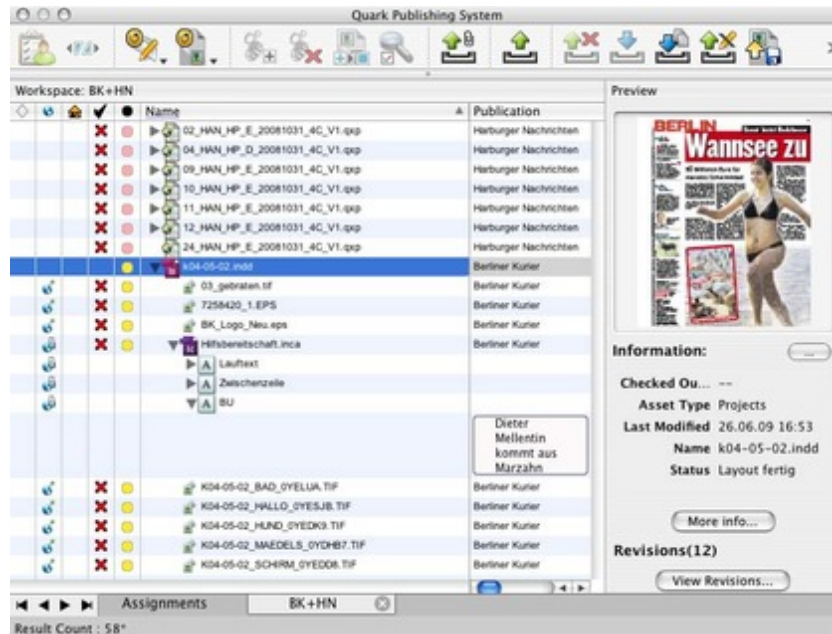 Quark Publishing System
Workspace: BK+HN
Preview
Name Publication
02_HAN_HP_E_20081031_4C_V1.qxp Harburger Nachrichten
04_HAN_HP_D_20081031_4C_V1.qxp Harburger Nachrichten
09_HAN_HP_E_20081031_4C_V1.qxp Harburger Nachrichten
10_HAN_HP_E_20081031_4C_V1.qxp Harburger Nachrichten
11_HAN_HP_E_20081031_4C_V1.qxp Harburger Nachrichten
12_HAN_HP_E_20081031_4C_V1.qxp Harburger Nachrichten
24_HAN_HP_E_20081031_4C_V1.qxp Harburger Nachrichten
k04-05-02.indd Berliner Kurier
03_gebraten.tif Berliner Kurier
7258420_1.EPS Berliner Kurier
BK_Logo_Neu.eps Berliner Kurier
Hilfsbereitschaft.inca Berliner Kurier
A Lauftext
A Zwischenzeile
A BU
Dieter
Mellentin
kommt aus
Marzahn
K04-05-02_BAD_0YELUA.TIF Berliner Kurier
K04-05-02_HALLO_0YESJB.TIF Berliner Kurier
K04-05-02_HUND_0YEDK9.TIF Berliner Kurier
K04-05-02_MAEDELS_0YDHB7.TIF Berliner Kurier
K04-05-02_SCHIRM_0YEDD8.TIF Berliner Kurier
BERLIN
Wannsee zu
Information:
...
Checked Ou... --
Asset Type Projects
Last Modified 26.06.09 16:53
Name k04-05-02.indd
Status Layout fertig
More info...
Revisions(12)
View Revisions...
Assignments BK+HN
Result Count : 58*